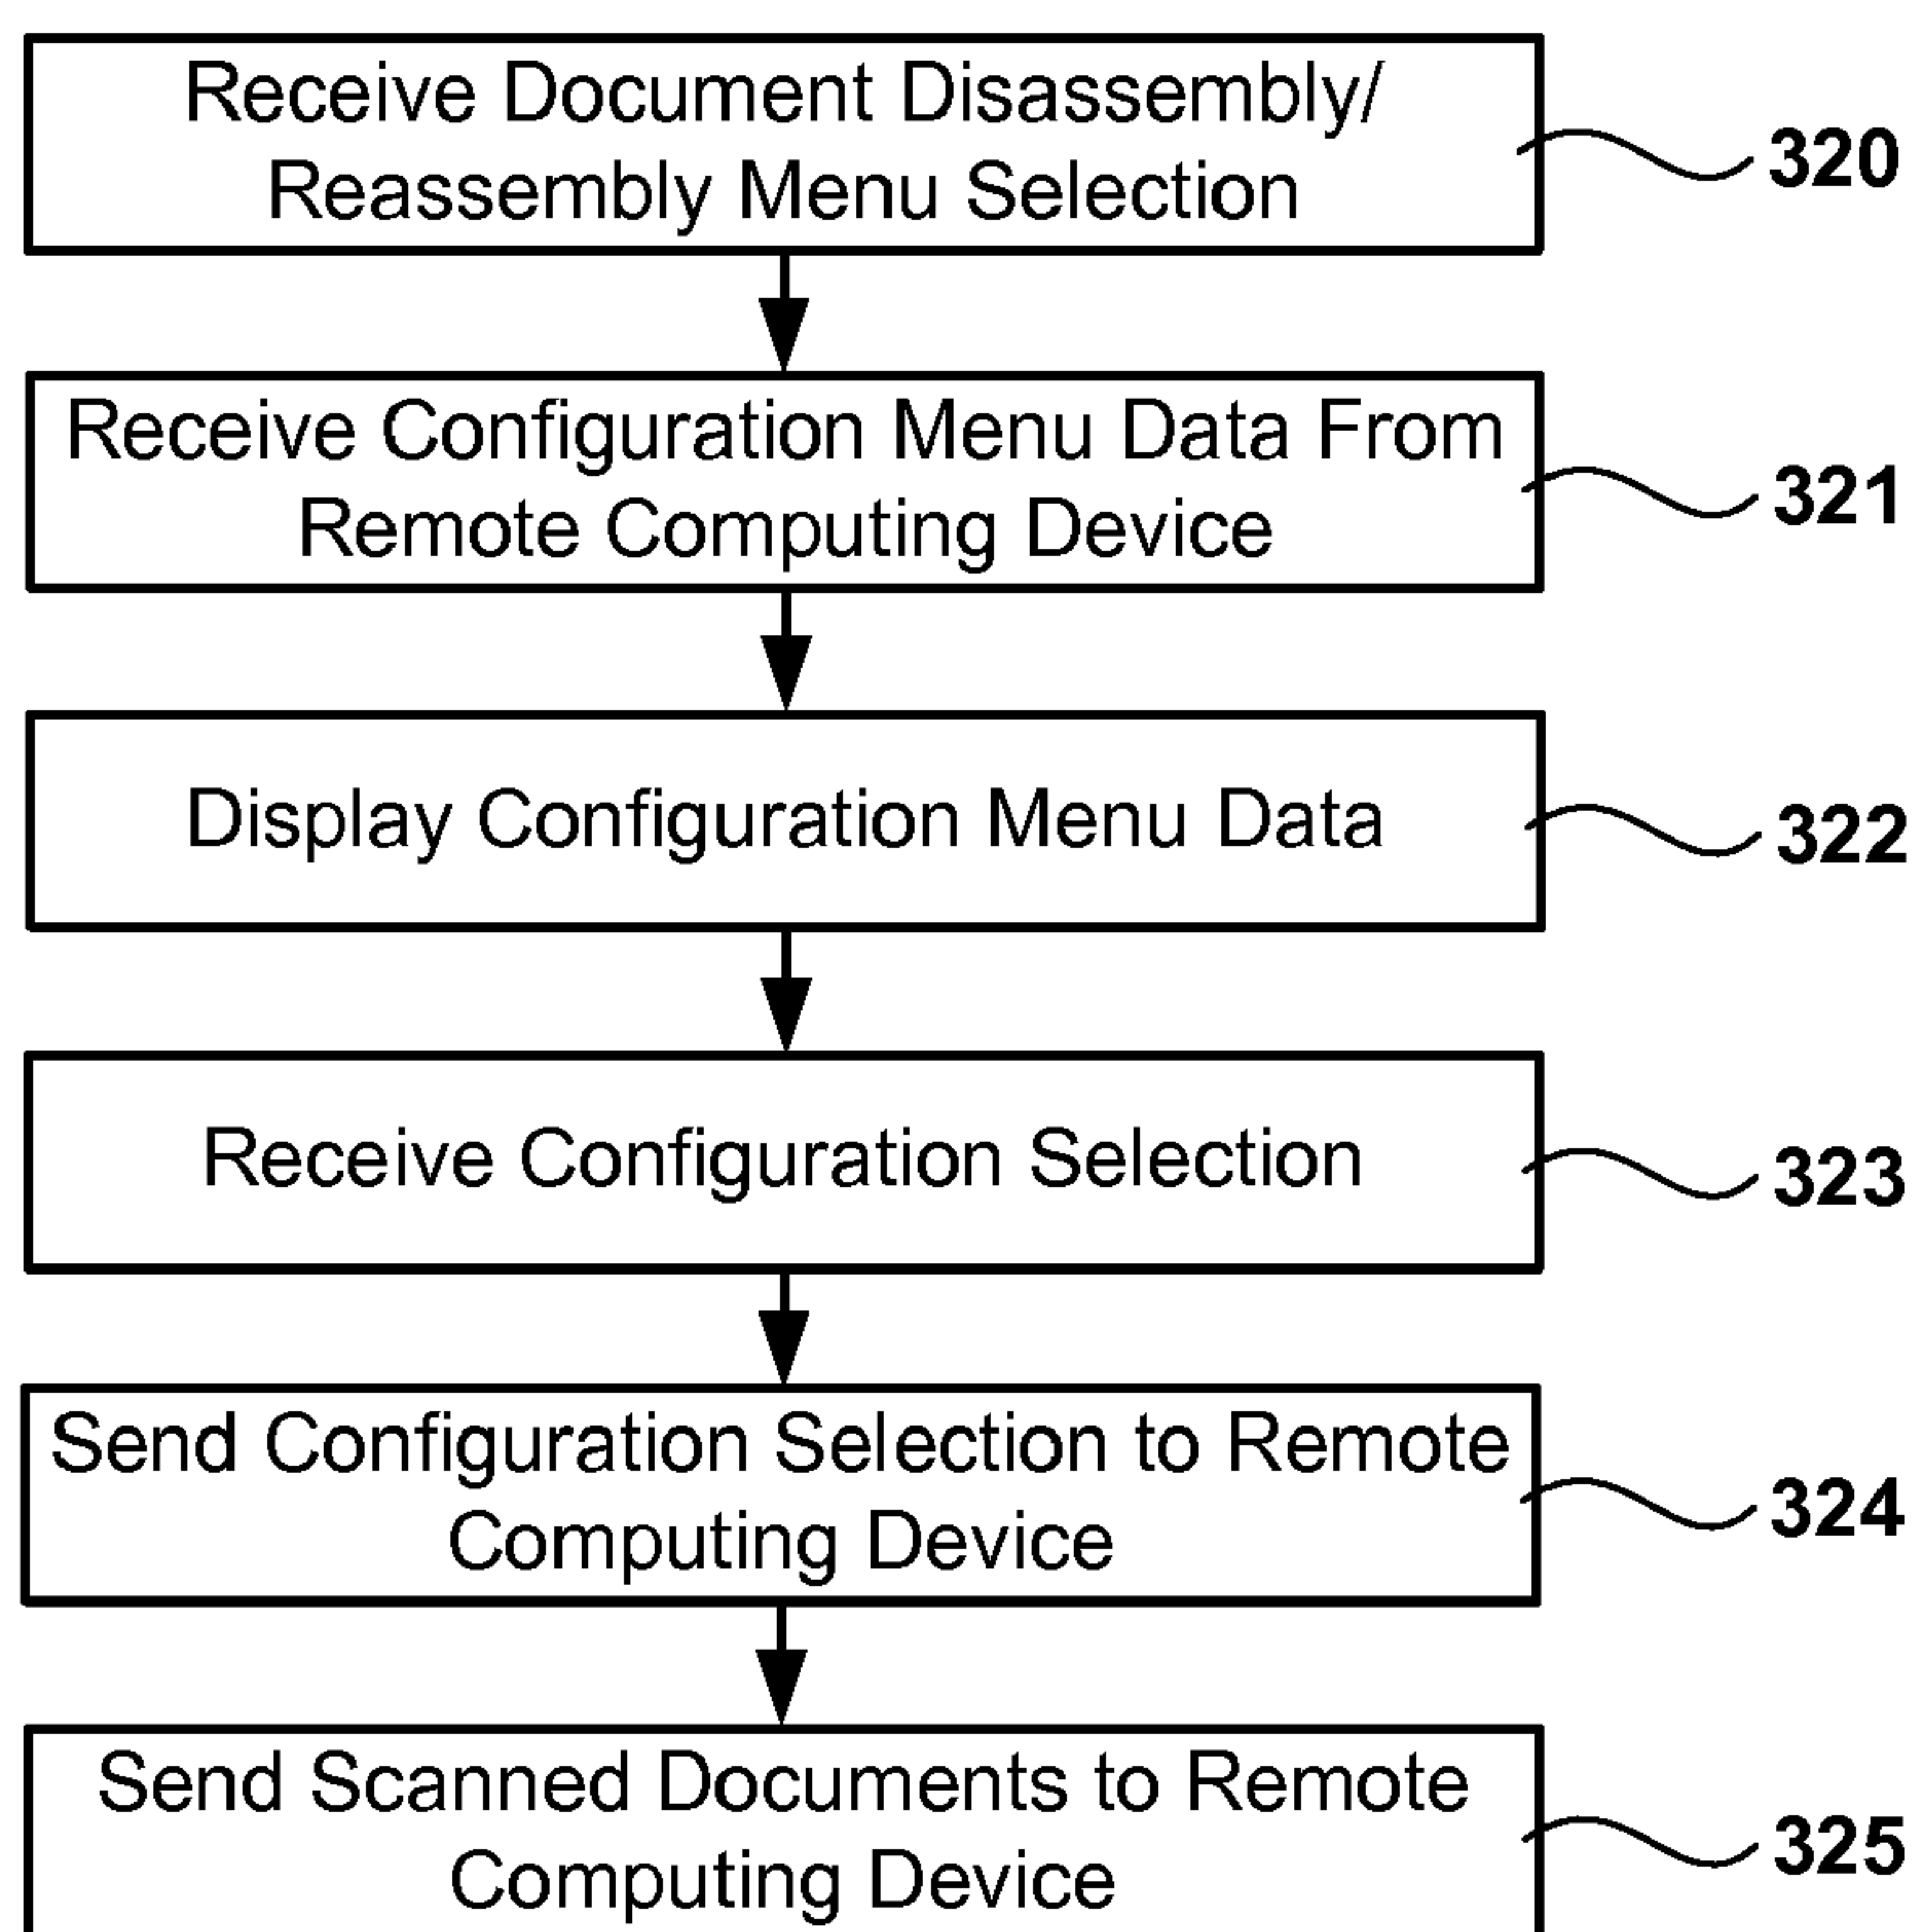 Receive Document Disassembly/
Reassembly Menu Selection
320
Receive Configuration Menu Data From
Remote Computing Device
321
Display Configuration Menu Data
322
Receive Configuration Selection
323
Send Configuration Selection to Remote
Computing Device
324
Send Scanned Documents to Remote
Computing Device
325